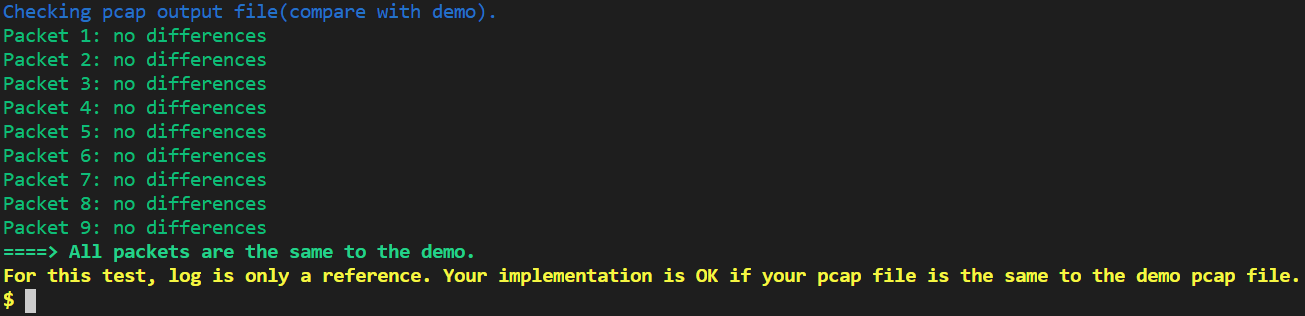 Checking pcap output file(compare with demo).
Packet 1: no differences
Packet 2: no differences
Packet 3: no differences
Packet 4: no differences
Packet 5: no differences
Packet 6: no differences
Packet 7: no differences
Packet 8: no differences
Packet 9: no differences
====> All packets are the same to the demo.
For this test, log is only a reference. Your implementation is OK if your pcap file is the same to the demo pcap file.
$